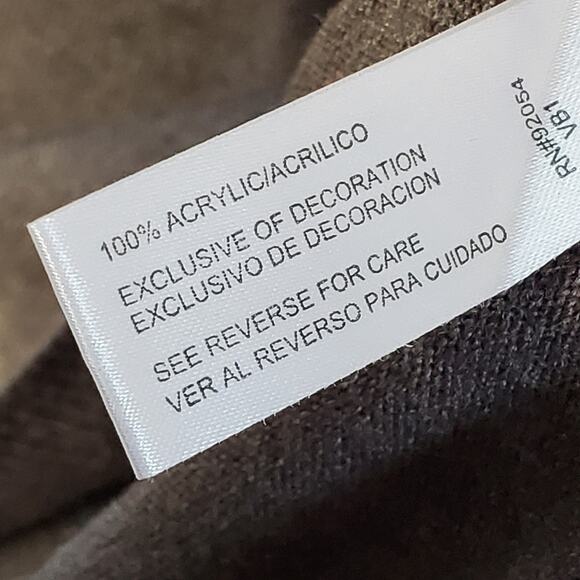 100% ACRYLIC/ACRILICO
EXCLUSIVE OF DECORATION
EXCLUSIVO DE DECORACION
SEE REVERSE FOR CARE
VER AL REVERSO PARA CUIDADO
RN#92054
VB1